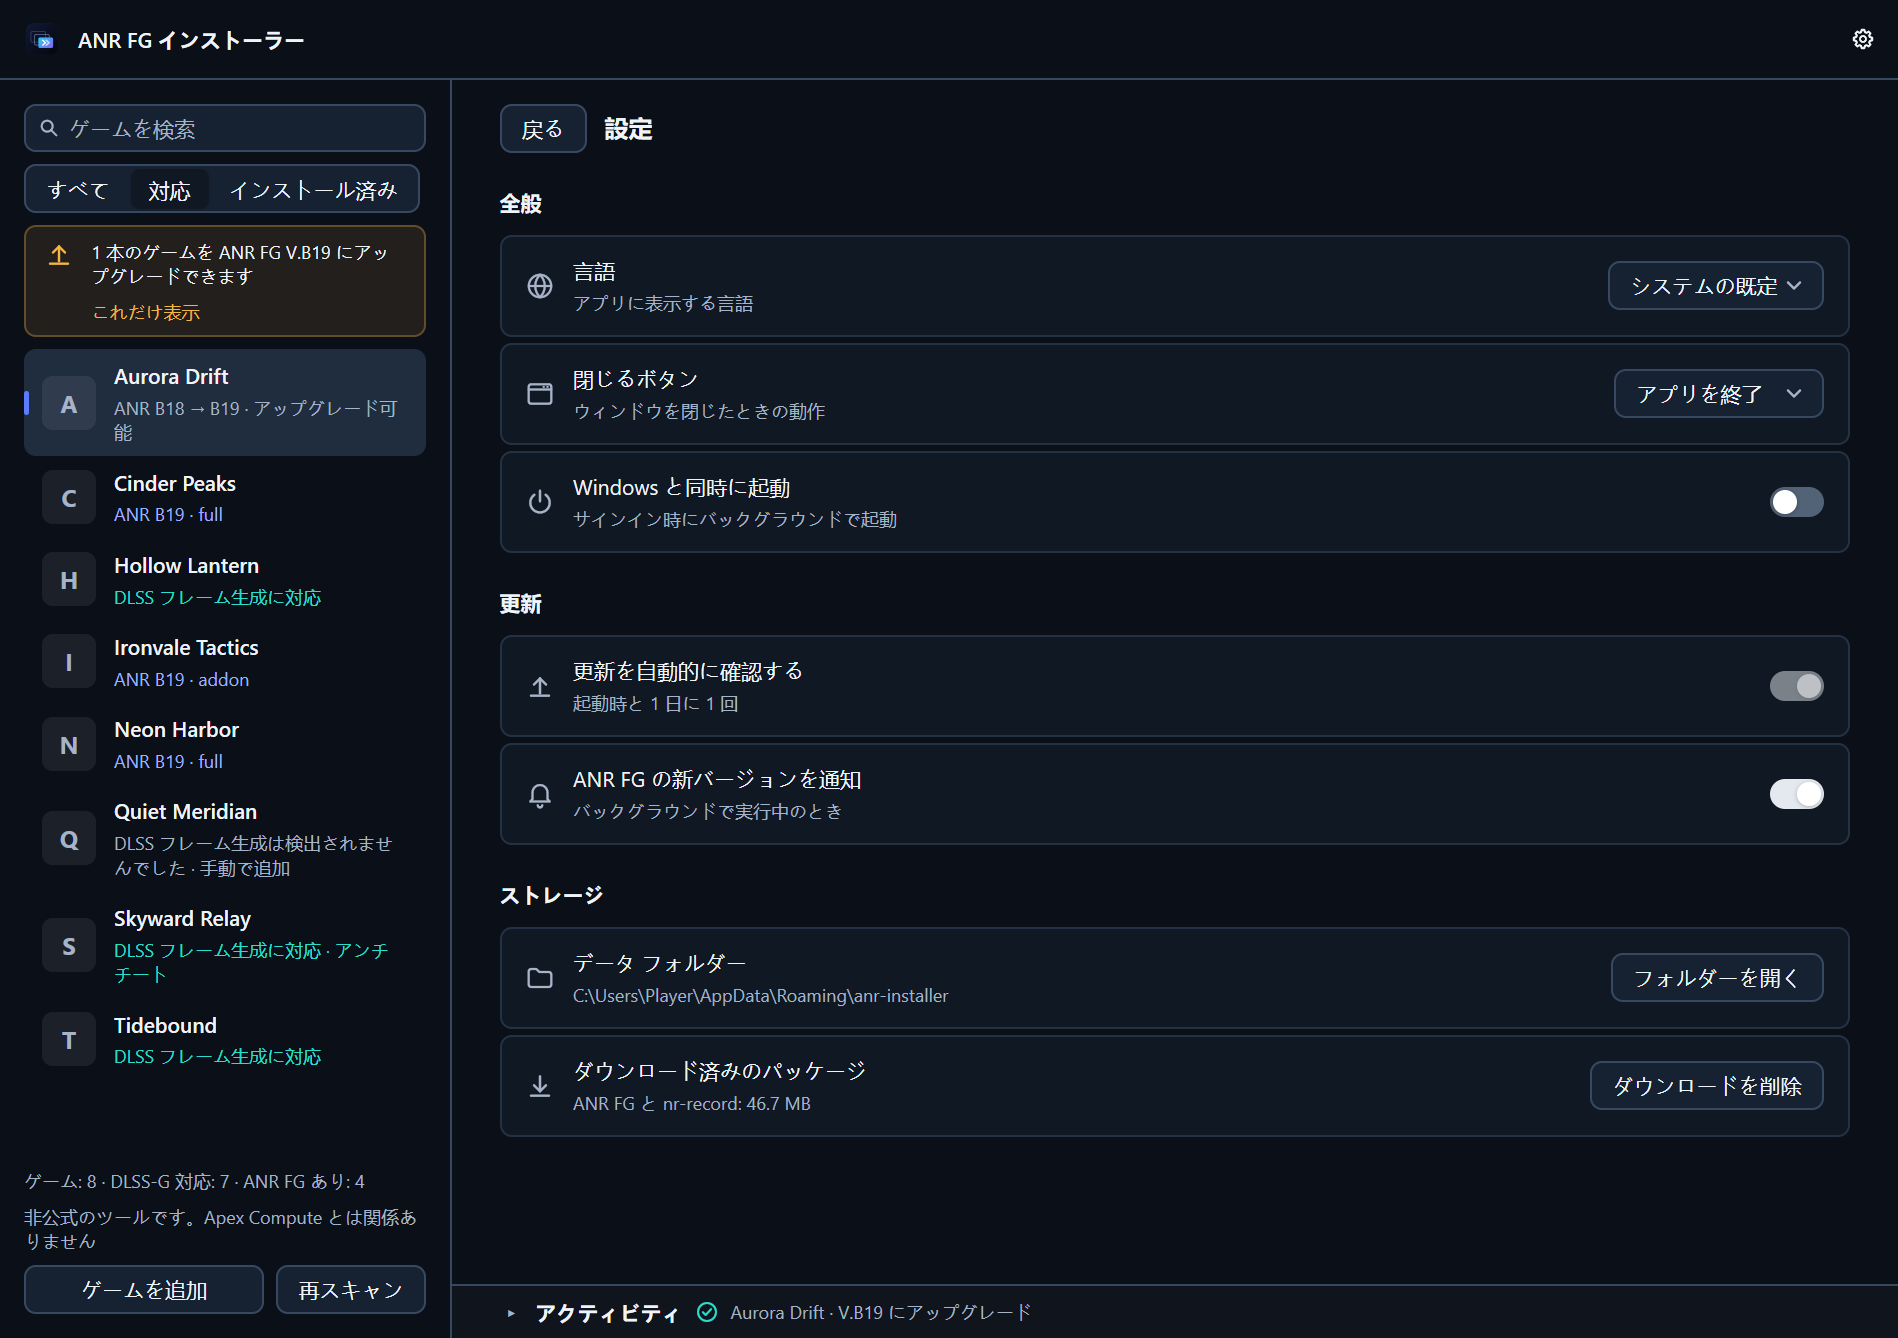 ANR FG インストーラー
ゲームを検索
すべて
対応
インストール済み
1 本のゲームを ANR FG V.B19 にアッ
プグレードできます
これだけ表示
A
Aurora Drift
ANR B18 → B19 · アップグレード可
能
C
Cinder Peaks
ANR B19 · full
H
Hollow Lantern
DLSS フレーム生成に対応
I
Ironvale Tactics
ANR B19 · addon
N
Neon Harbor
ANR B19 · full
Q
Quiet Meridian
DLSS フレーム生成は検出されませ
んでした · 手動で追加
S
Skyward Relay
DLSS フレーム生成に対応 · アンチ
チート
T
Tidebound
DLSS フレーム生成に対応
ゲーム: 8 · DLSS-G 対応: 7 · ANR FG あり: 4
非公式のツールです。Apex Compute とは関係あ
りません
ゲームを追加
再スキャン
戻る
設定
全般
言語
アプリに表示する言語
システムの既定
閉じるボタン
ウィンドウを閉じたときの動作
アプリを終了
Windows と同時に起動
サインイン時にバックグラウンドで起動
更新
更新を自動的に確認する
起動時と 1 日に 1 回
ANR FG の新バージョンを通知
バックグラウンドで実行中のとき
ストレージ
データ フォルダー
C:\Users\Player\AppData\Roaming\anr-installer
フォルダーを開く
ダウンロード済みのパッケージ
ANR FG と nr-record: 46.7 MB
ダウンロードを削除
アクティビティ
Aurora Drift · V.B19 にアップグレード